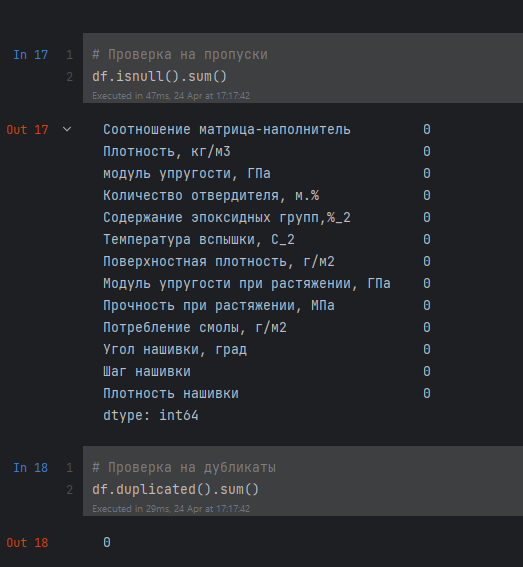 In 17 1 # Проверка на пропуски
2 df.isnull().sum()
Executed in 47ms, 24 Apr at 17:17:42
Out 17 Соотношение матрица-наполнитель 0
Плотность, кг/м3 0
модуль упругости, ГПа 0
Количество отвердителя, м.% 0
Содержание эпоксидных групп,%_2 0
Температура вспышки, С_2 0
Поверхностная плотность, г/м2 0
Модуль упругости при растяжении, ГПа 0
Прочность при растяжении, МПа 0
Потребление смолы, г/м2 0
Угол нашивки, град 0
Шаг нашивки 0
Плотность нашивки 0
dtype: int64
In 18 1 # Проверка на дубликаты
2 df.duplicated().sum()
Executed in 29ms, 24 Apr at 17:17:42
Out 18 0